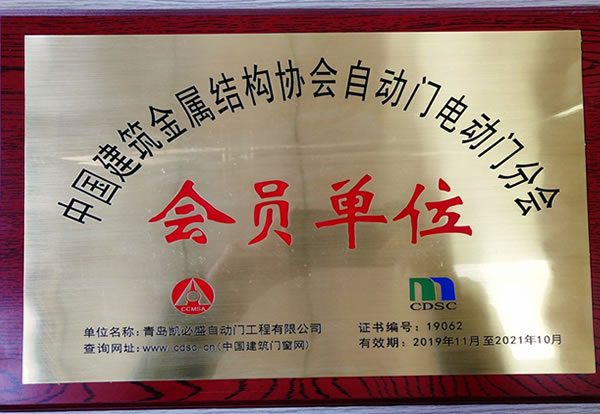 中国建筑金属结构协会自动门电动门分会
会员单位
CCMSA
CDSC
单位名称：青岛凯必盛自动门工程有限公司
证书编号：19062
查询网址：www.cdsc.cn(中国建筑门窗网)
有效期：2019年11月至2021年10月